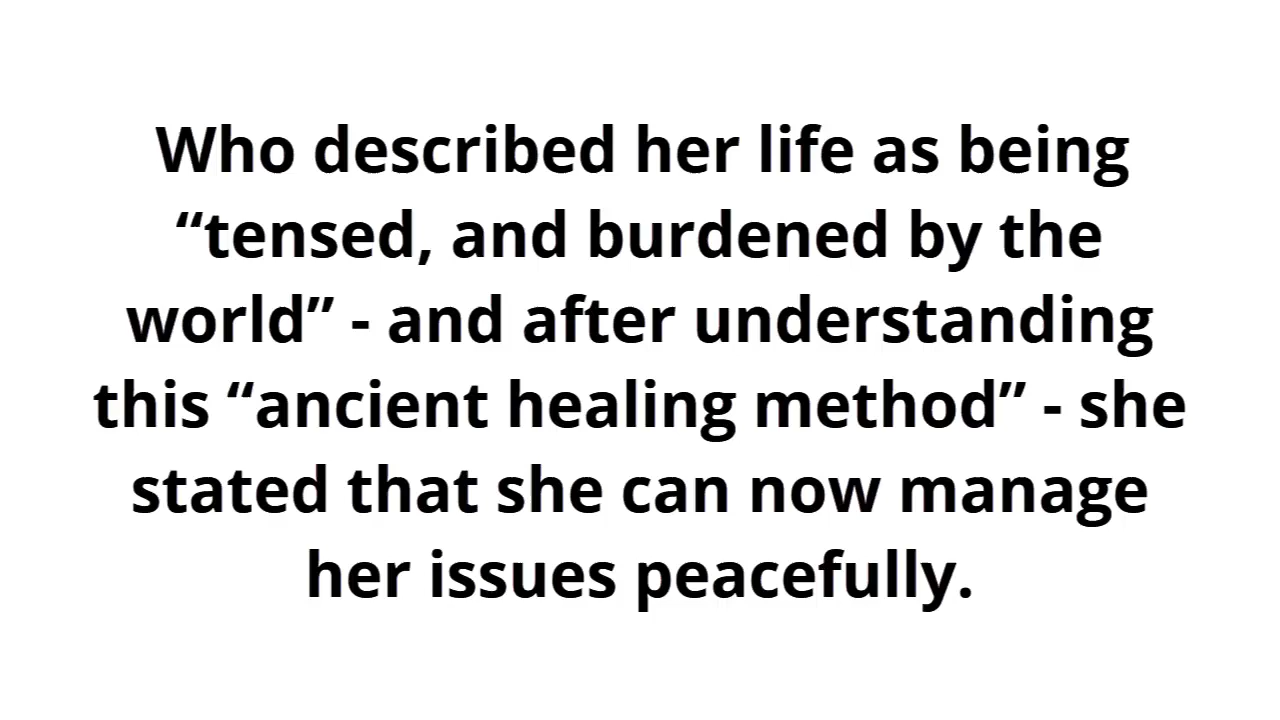 Who described her life as being
“tensed, and burdened by the
world” - and after understanding
this “ancient healing method” - she
stated that she can now manage
her issues peacefully.